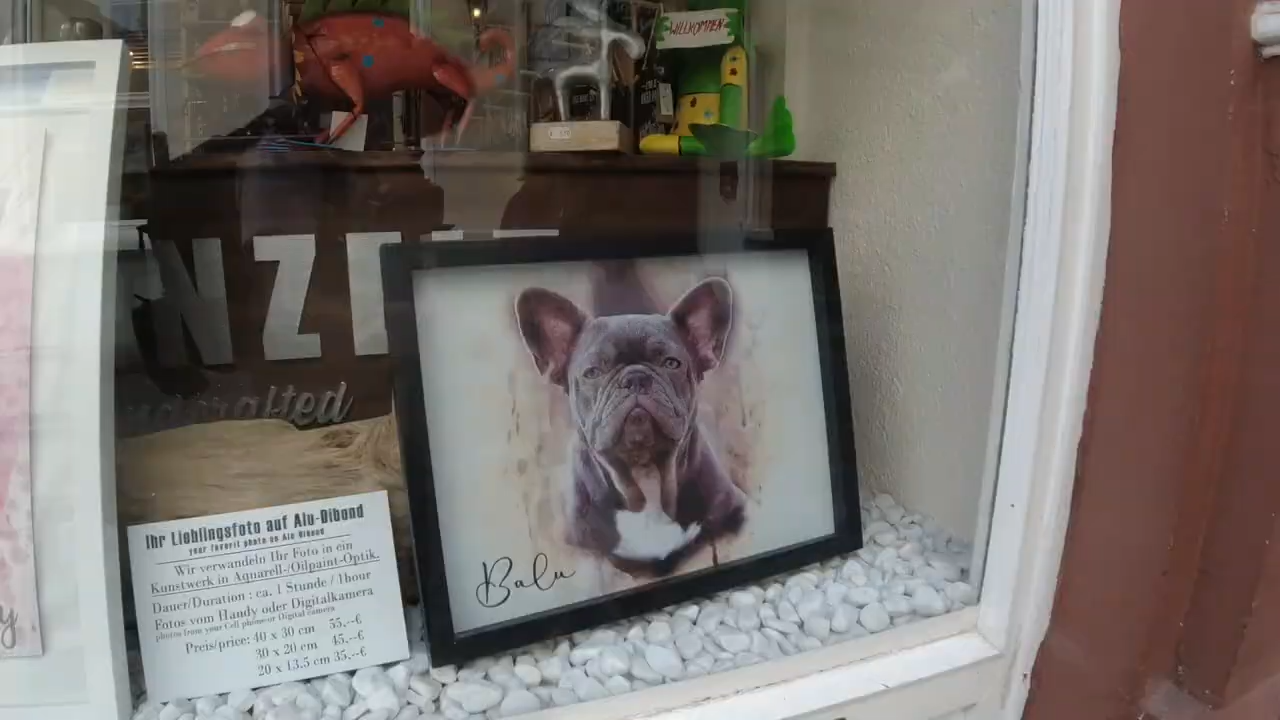 WILLKOMMEN
ENZI
handcrafted
Balu
Ihr Lieblingsfoto auf Alu-Dibond
your favorit photo on Alu Dibond
Wir verwandeln Ihr Foto in ein
Kunstwerk in Aquarell-/Oilpaint-Optik.
Dauer/Duration : ca. 1 Stunde / 1hour
Fotos vom Handy oder Digitalkamera
photos from your Cell phone or Digital camera
Preis/price: 40 x 30 cm 55,--€
30 x 20 cm 45,--€
20 x 13.5 cm 35,--€